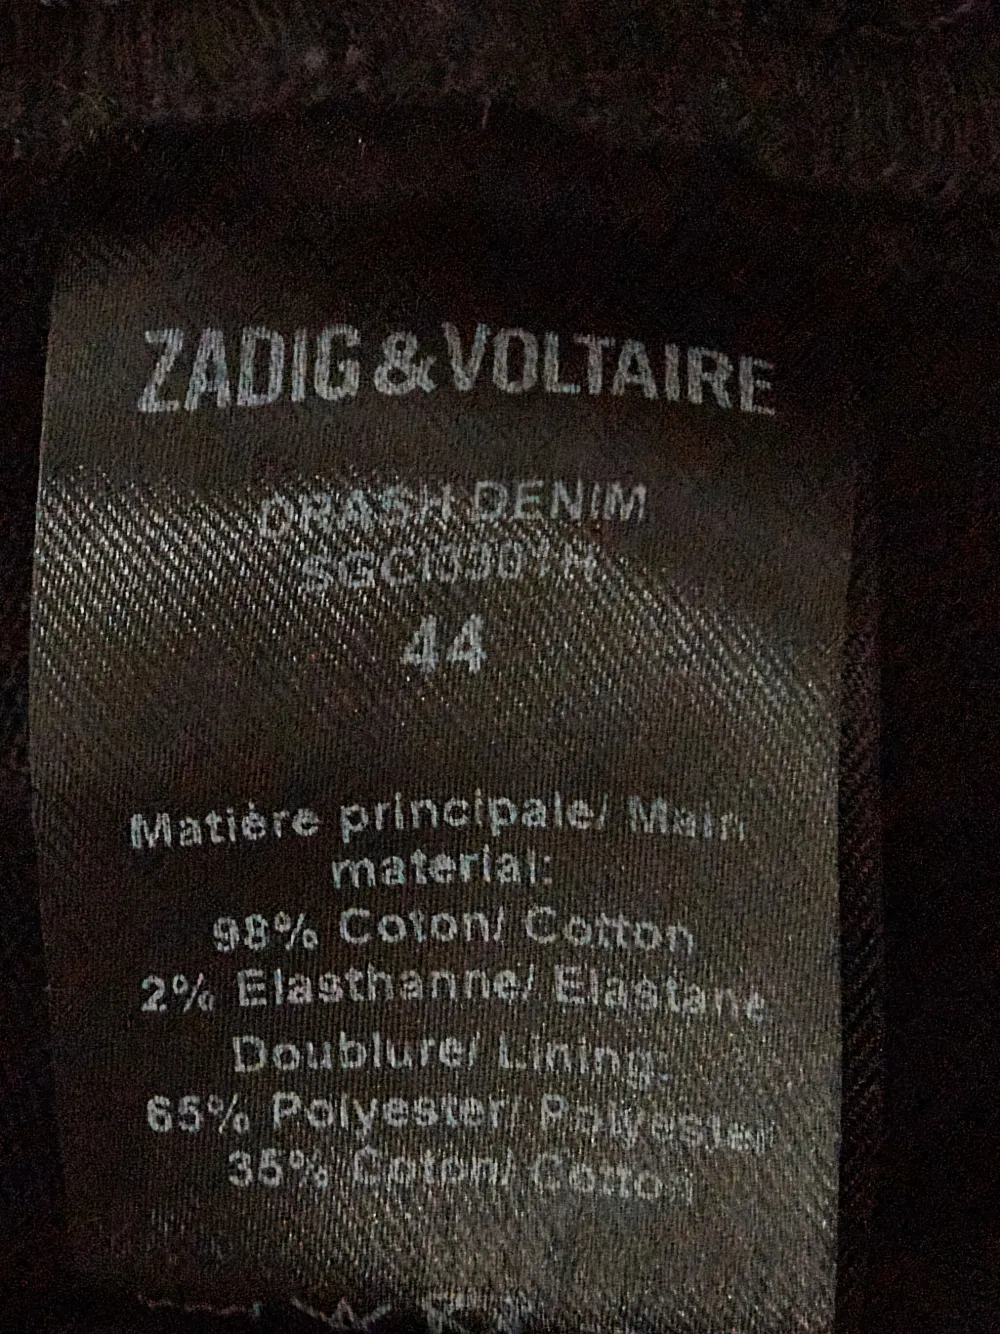 ZADIG & VOLTAIRE
DENIM
44
Matière principale/ Main
material:
98% Coton/ Cotton
2% Elasthanne/ Elastane
Doublure/ Lining:
65% Polyester/ Polyester
35% Coton/ Cotton